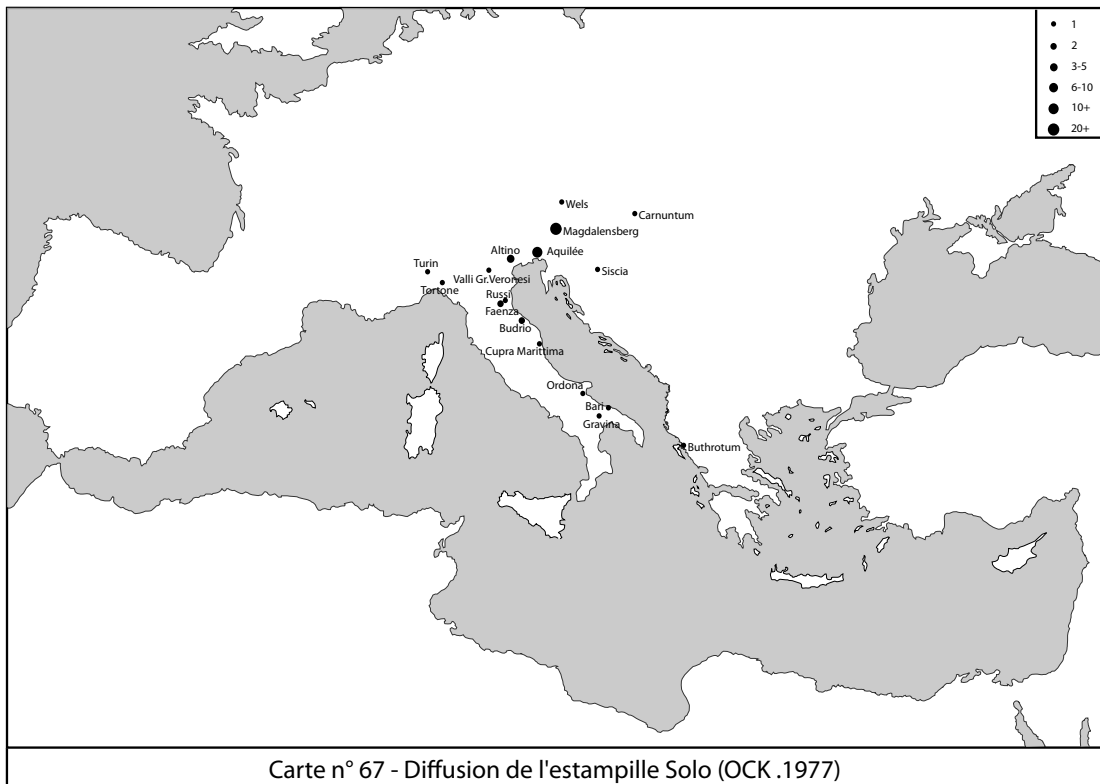 1
2
3-5
6-10
10+
20+
Wels
Carnuntum
Magdalensberg
Altino
Aquilée
Turin
Valli Gr.Veronesi
Siscia
Tortone
Russi
Faenza
Budrio
Cupra Marittima
Ordona
Bari
Gravina
Buthrotum
Carte n° 67 - Diffusion de l'estampille Solo (OCK .1977)